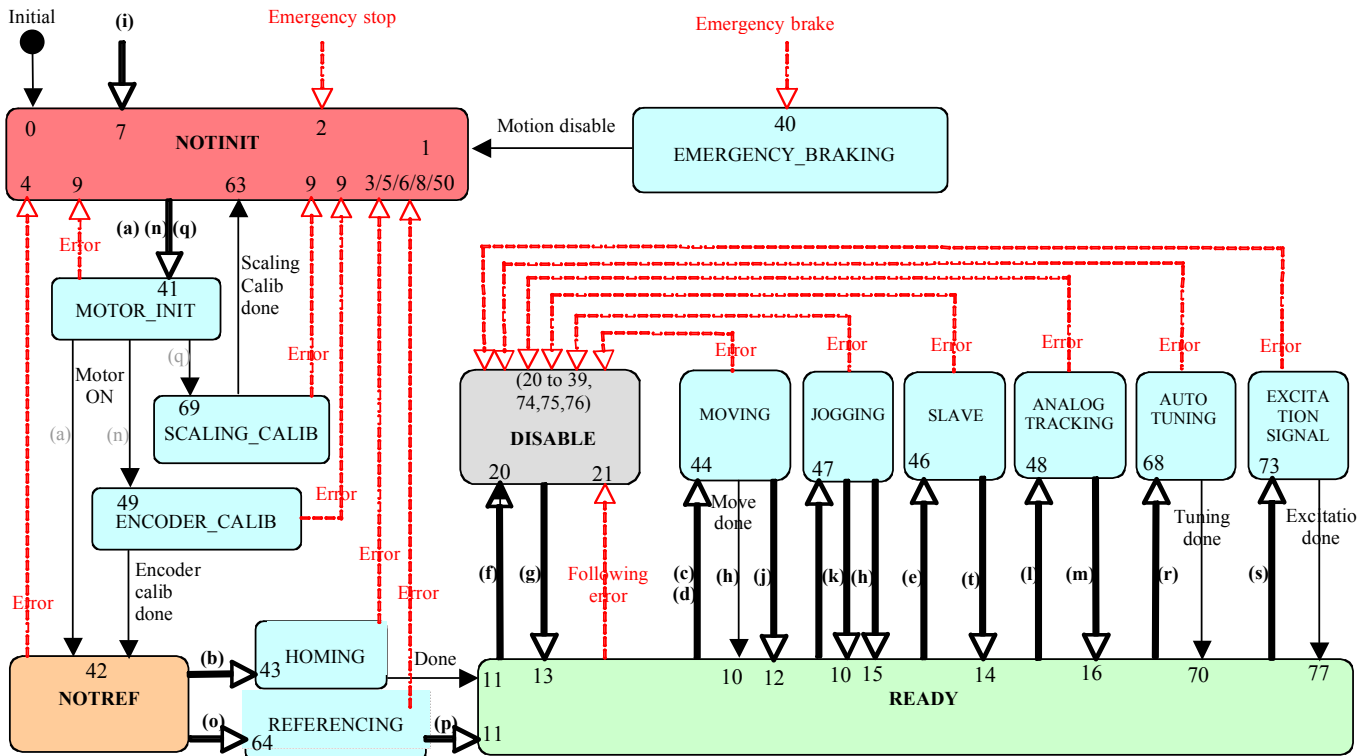 Initial
(i)
Emergency stop
Emergency brake
0
7
2
NOTINIT
1
4
9
63
9
9
3/5/6/8/50
Motion disable
40
EMERGENCY_BRAKING
Error
(a) (n) (q)
Scaling
Calib
done
41
MOTOR_INIT
(q)
Motor
ON
(a)
(n)
Error
69
SCALING_CALIB
49
ENCODER_CALIB
Error
Encoder
calib
done
Error
Error
Error
(20 to 39,
74,75,76)
DISABLE
20
21
Error
MOVING
44
Error
JOGGING
47
Error
SLAVE
46
Error
ANALOG
TRACKING
48
Error
AUTO
TUNING
68
Error
EXCITA
TION
SIGNAL
73
(f)
(g)
Following
error
(c)
(d)
Move
done
(h)
(j)
(k)
(h)
(e)
(t)
(l)
(m)
(r)
Tuning
done
(s)
Excitatio
done
42
NOTREF
(b)
43
HOMING
Done
(o)
64
REFERENCING
(p)
11
11
13
10
12
10
15
14
16
70
77
READY